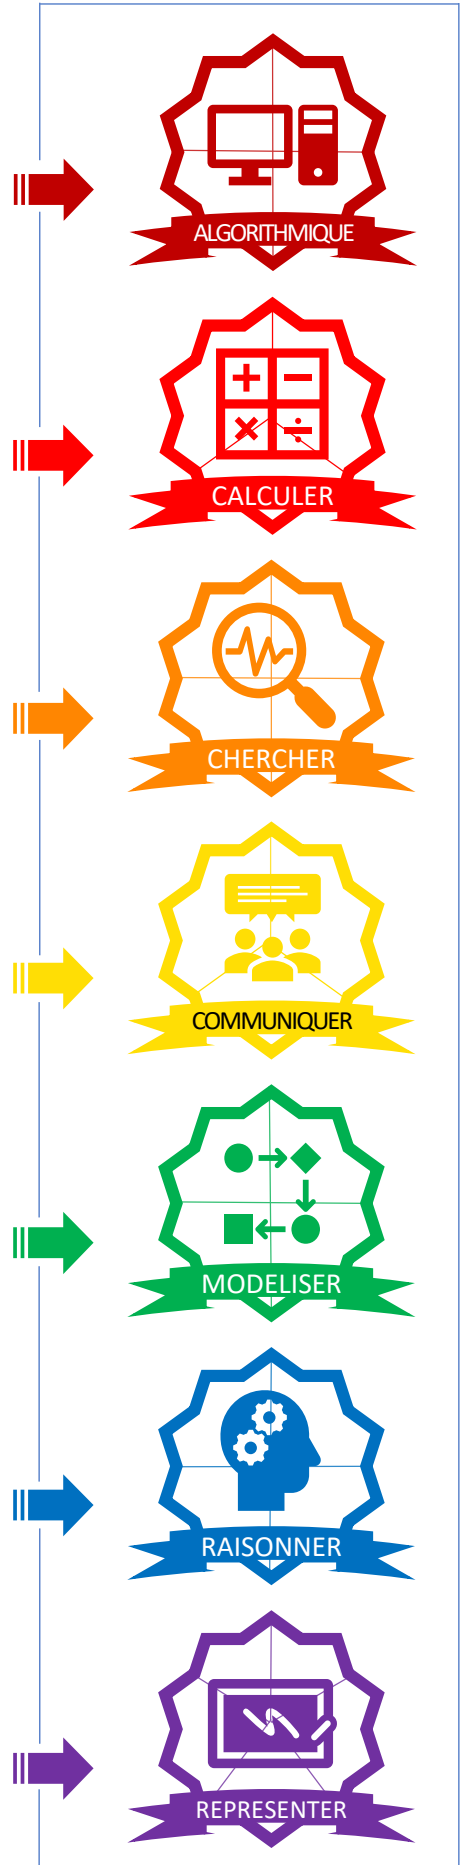 ALGORITHMIQUE
CALCULER
CHERCHER
COMMUNIQUER
MODELISER
RAISONNER
REPRESENTER